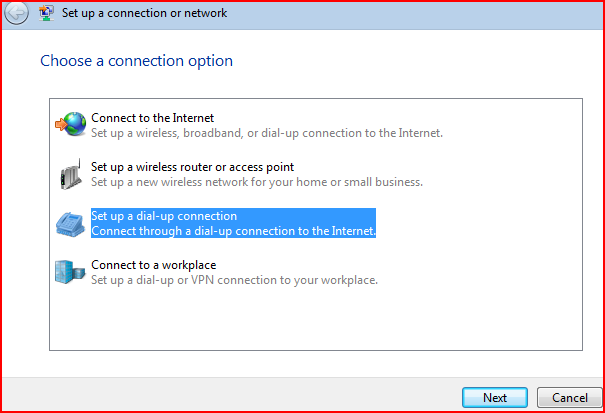 Set up a connection or network
Choose a connection option
Connect to the Internet
Set up a wireless, broadband, or dial-up connection to the Internet.
Set up a wireless router or access point
Set up a new wireless network for your home or small business.
Set up a dial-up connection
Connect through a dial-up connection to the Internet.
Connect to a workplace
Set up a dial-up or VPN connection to your workplace.
Next
Cancel